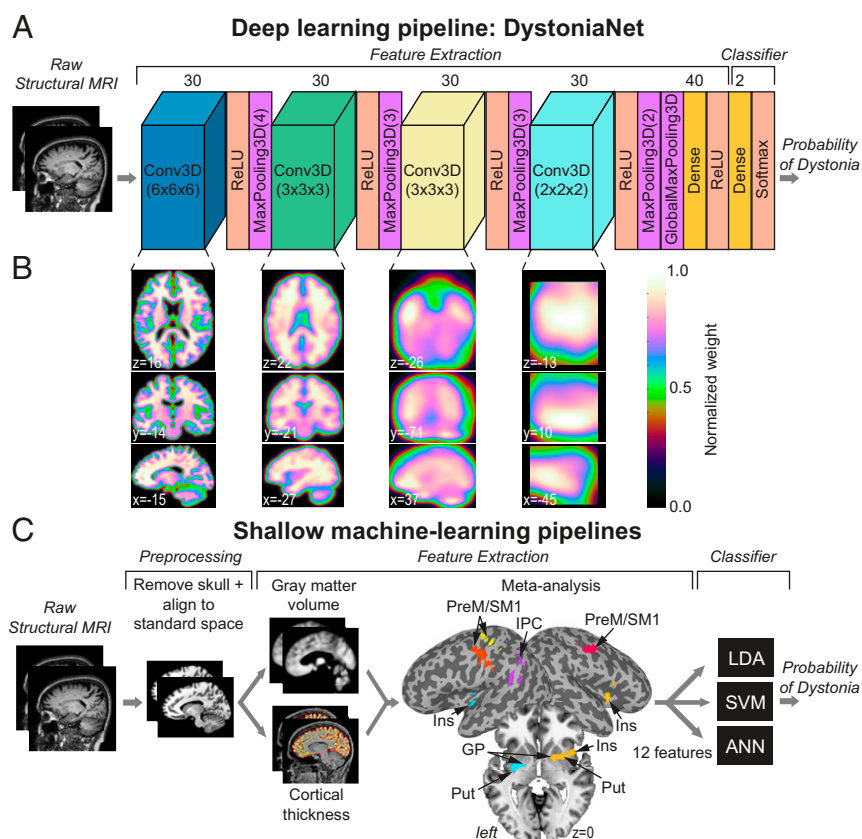 A
Deep learning pipeline: DystoniaNet
Raw
Structural MRI
Feature Extraction
Classifier
30
30
30
30
40
2
Conv3D
(6x6x6)
ReLU
MaxPooling3D(4)
Conv3D
(3x3x3)
ReLU
MaxPooling3D(3)
Conv3D
(3x3x3)
ReLU
MaxPooling3D(3)
Conv3D
(2x2x2)
ReLU
MaxPooling3D(2)
GlobalMaxPooling3D
Dense
ReLU
Dense
Softmax
Probability
of Dystonia
B
z=16
z=22
z=-26
z=-13
y=-14
y=-21
y=-71
y=10
x=-15
x=-27
x=37
x=-45
1.0
0.5
0.0
Normalized weight
C
Shallow machine-learning pipelines
Preprocessing
Feature Extraction
Classifier
Raw
Structural MRI
Remove skull +
align to
standard space
Gray matter
volume
Cortical
thickness
Meta-analysis
PreM/SM1
IPC
PreM/SM1
Ins
Ins
GP
Ins
Put
Put
left
z=0
12 features
LDA
SVM
ANN
Probability
of Dystonia